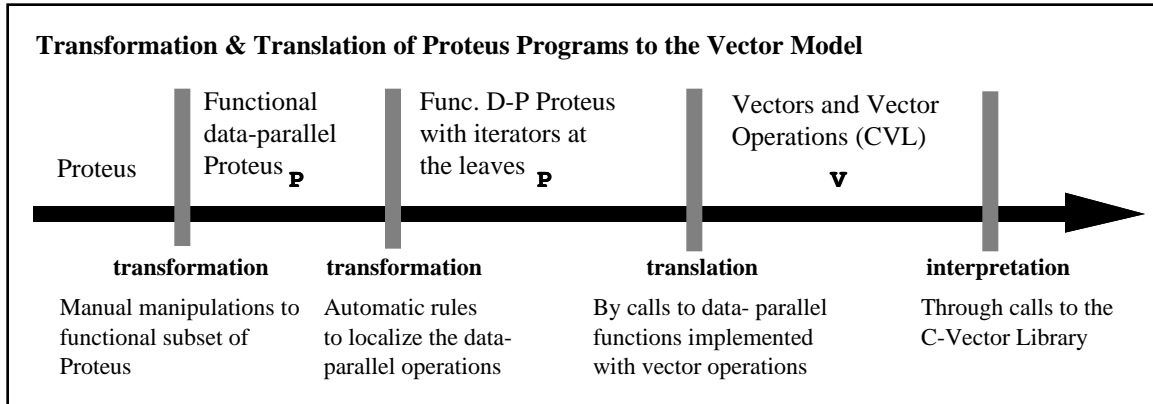 Transformation & Translation of Proteus Programs to the Vector Model
Proteus
Functional
data-parallel
Proteus P
Func. D-P Proteus
with iterators at
the leaves P
Vectors and Vector
Operations (CVL)
V
transformation
Manual manipulations to
functional subset of
Proteus
transformation
Automatic rules
to localize the data-
parallel operations
translation
By calls to data- parallel
functions implemented
with vector operations
interpretation
Through calls to the
C-Vector Library